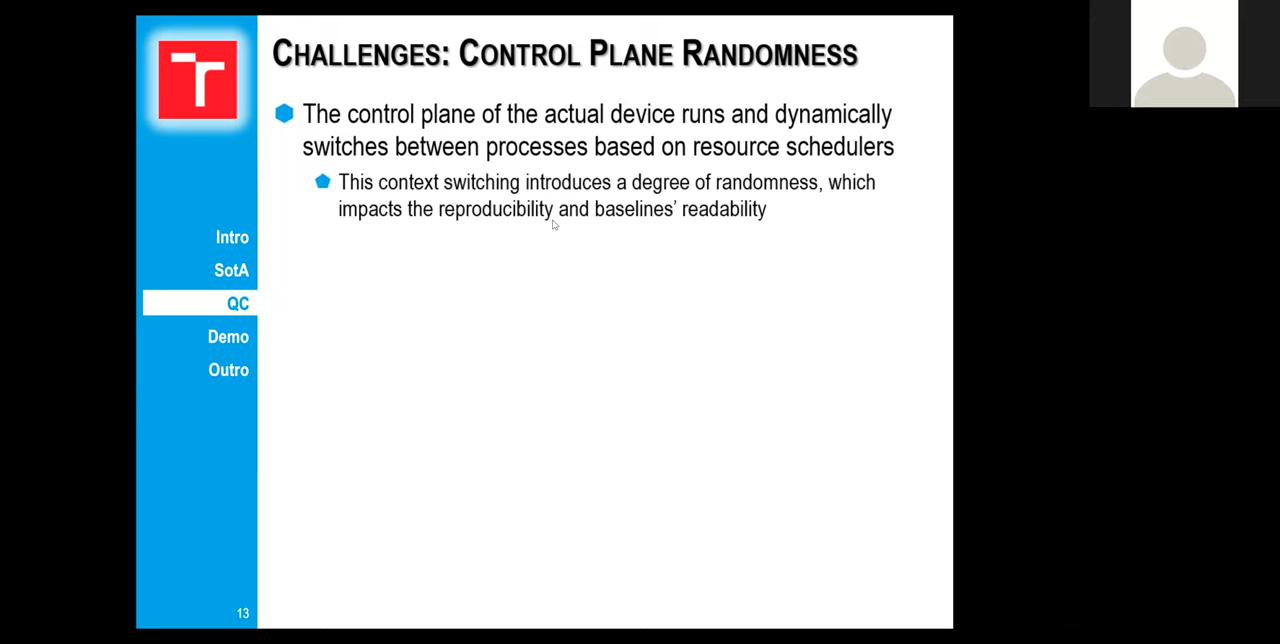 CHALLENGES: CONTROL PLANE RANDOMNESS
The control plane of the actual device runs and dynamically
switches between processes based on resource schedulers
This context switching introduces a degree of randomness, which
impacts the reproducibility and baselines’ readability
Intro
SotA
QC
Demo
Outro
13